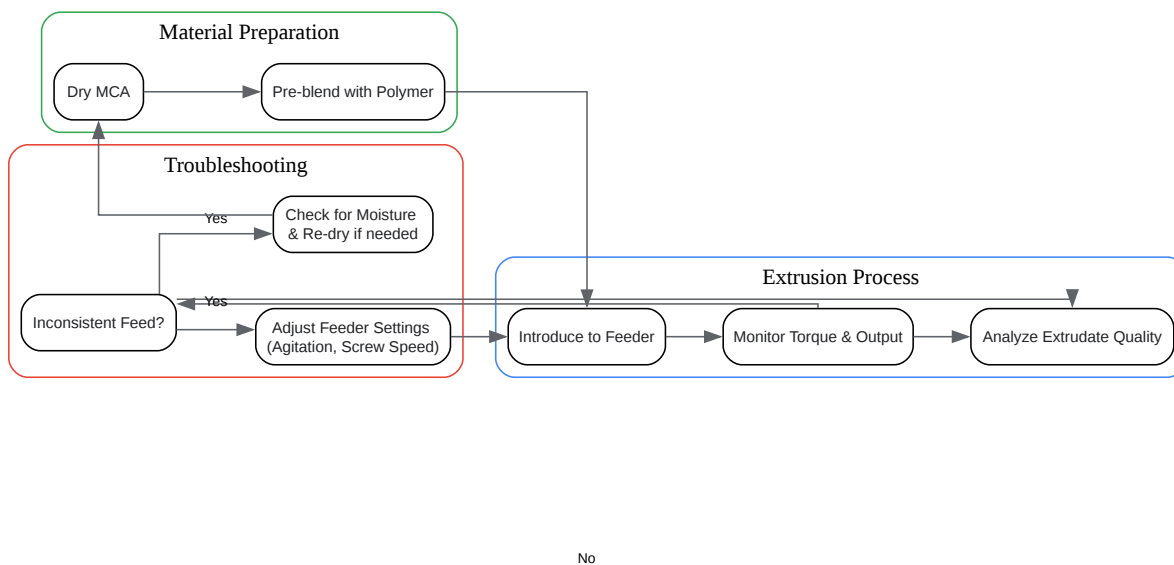 Material Preparation
Dry MCA
Pre-blend with Polymer
Troubleshooting
Check for Moisture
& Re-dry if needed
Yes
Extrusion Process
Yes
Inconsistent Feed?
Adjust Feeder Settings
(Agitation, Screw Speed)
Introduce to Feeder
Monitor Torque & Output
Analyze Extrudate Quality
No